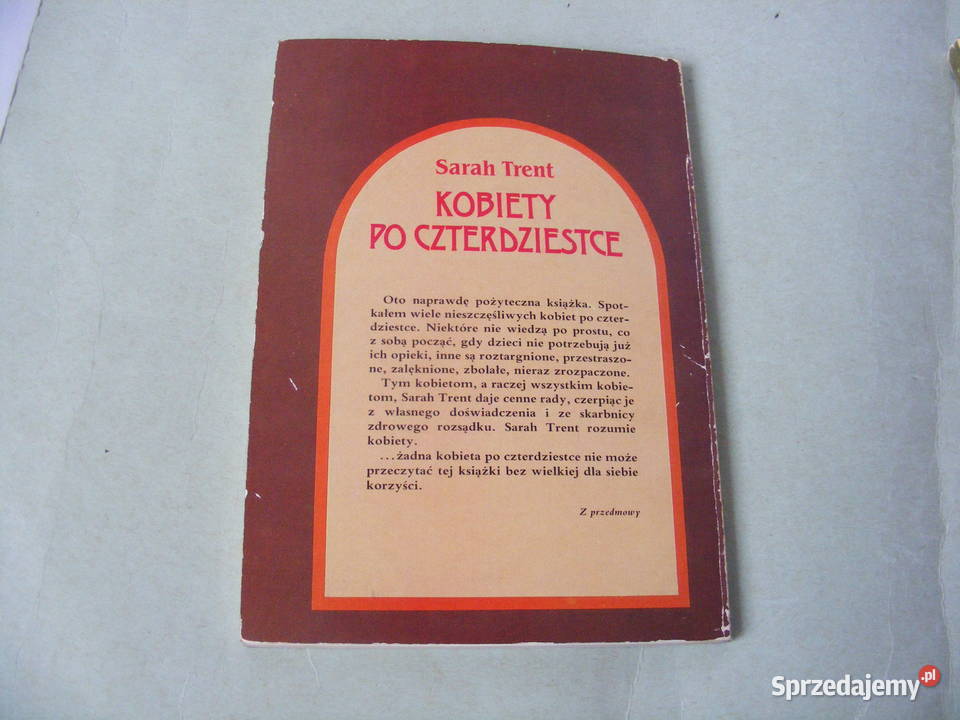 Sarah Trent
KOBIETY
PO CZTERDZIESTCE
Oto naprawdę pożyteczna książka. Spot-
kałem wiele nieszczęśliwych kobiet po czter-
dziestce. Niektóre nie wiedzą po prostu, co
z sobą począć, gdy dzieci nie potrzebują już
ich opieki, inne są roztargnione, przestraszo-
ne, zalęknione, zbolałe, nieraz zrozpaczone.
Tym kobietom, a raczej wszystkim kobie-
tom, Sarah Trent daje cenne rady, czerpiąc je
z własnego doświadczenia i ze skarbnicy
zdrowego rozsądku. Sarah Trent rozumie
kobiety.
...żadna kobieta po czterdziestce nie może
przeczytać tej książki bez wielkiej dla siebie
korzyści.
Z przedmowy
Sprzedajemy.pl